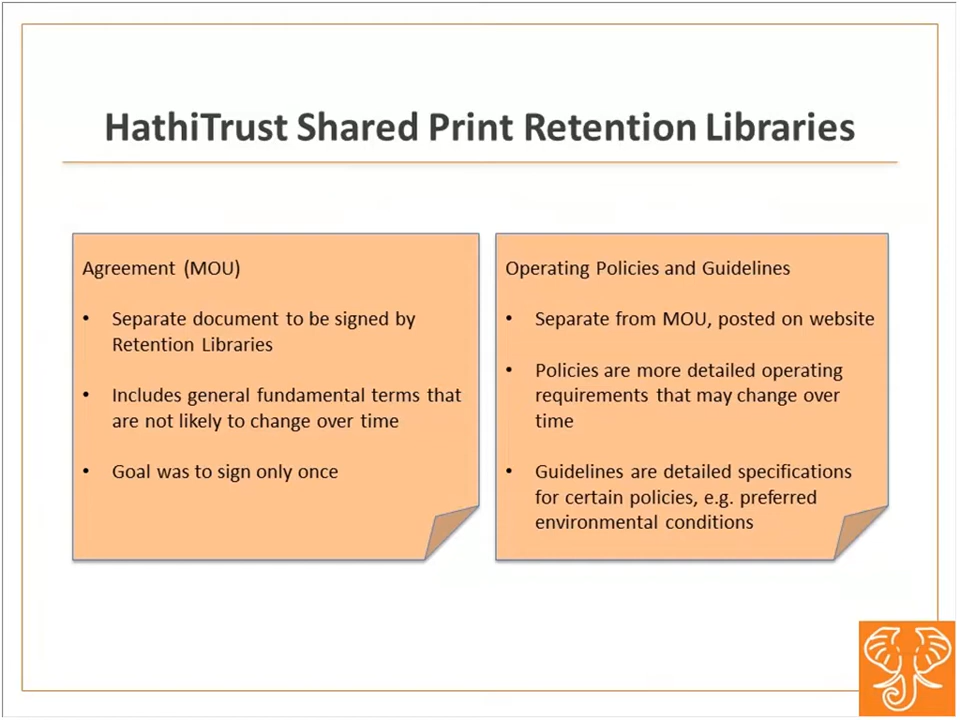 HathiTrust Shared Print Retention Libraries
Agreement (MOU)
• Separate document to be signed by
Retention Libraries
• Includes general fundamental terms that
are not likely to change over time
• Goal was to sign only once
Operating Policies and Guidelines
• Separate from MOU, posted on website
• Policies are more detailed operating
requirements that may change over
time
• Guidelines are detailed specifications
for certain policies, e.g. preferred
environmental conditions